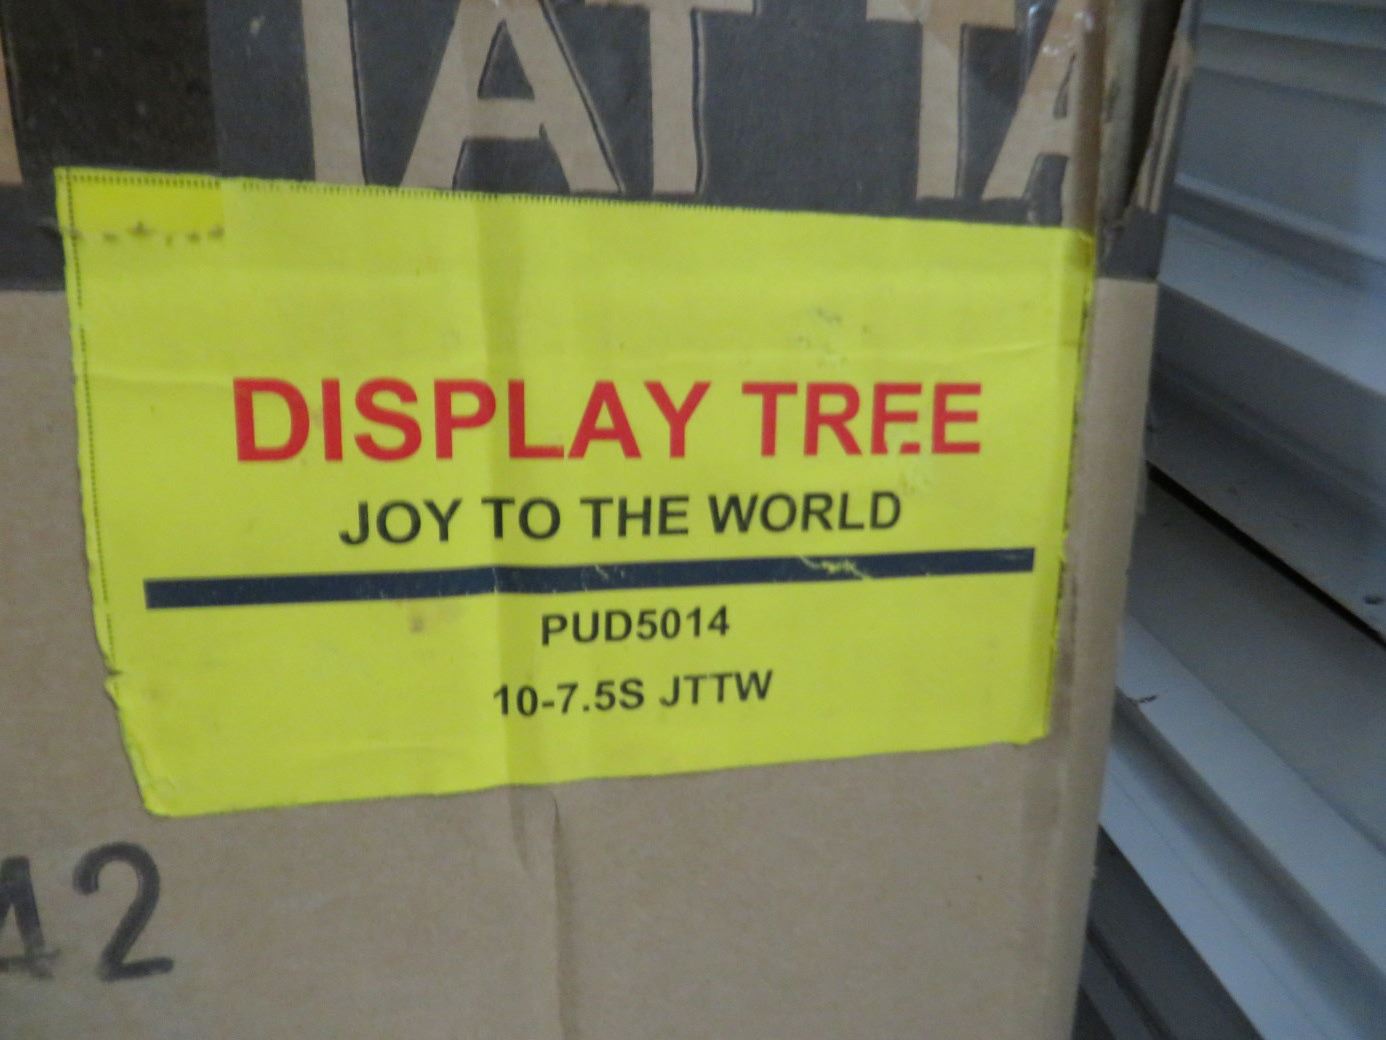 DISPLAY TREE
JOY TO THE WORLD
PUD5014
10-7.5S JTTW